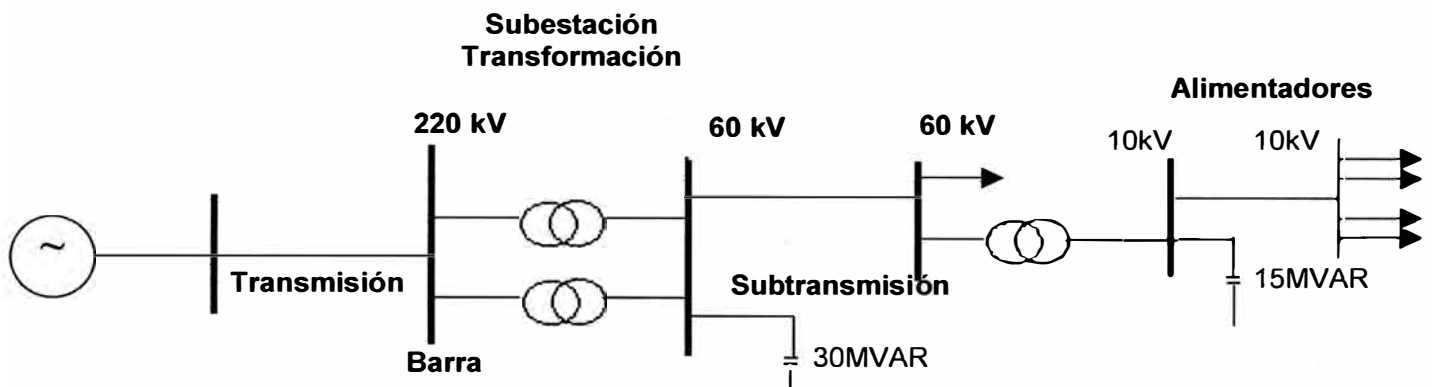 Subestación
Transformación
Alimentadores
220 kV
60 kV
60 kV
10kV
10kV
~
Transmisión
Subtransmisión
15MVAR
Barra
30MVAR